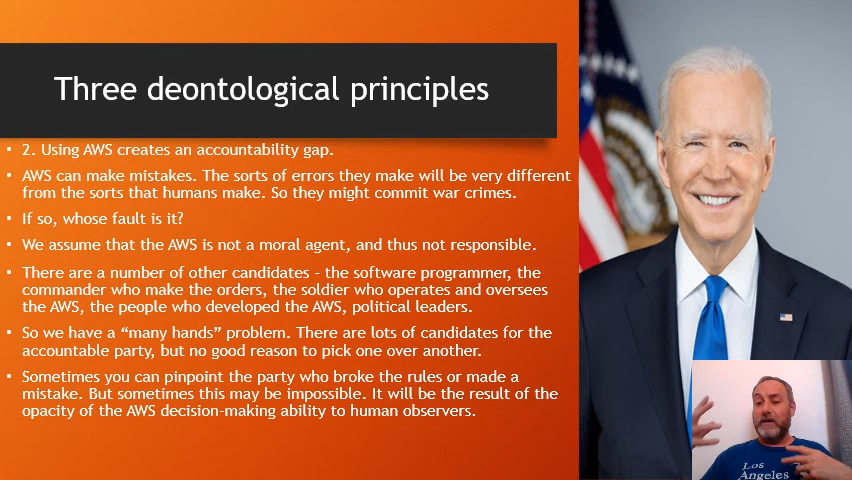 Three deontological principles
• 2. Using AWS creates an accountability gap.
• AWS can make mistakes. The sorts of errors they make will be very different
from the sorts that humans make. So they might commit war crimes.
• If so, whose fault is it?
• We assume that the AWS is not a moral agent, and thus not responsible.
• There are a number of other candidates – the software programmer, the
commander who make the orders, the soldier who operates and oversees
the AWS, the people who developed the AWS, political leaders.
• So we have a “many hands” problem. There are lots of candidates for the
accountable party, but no good reason to pick one over another.
• Sometimes you can pinpoint the party who broke the rules or made a
mistake. But sometimes this may be impossible. It will be the result of the
opacity of the AWS decision-making ability to human observers.
Los
Angeles